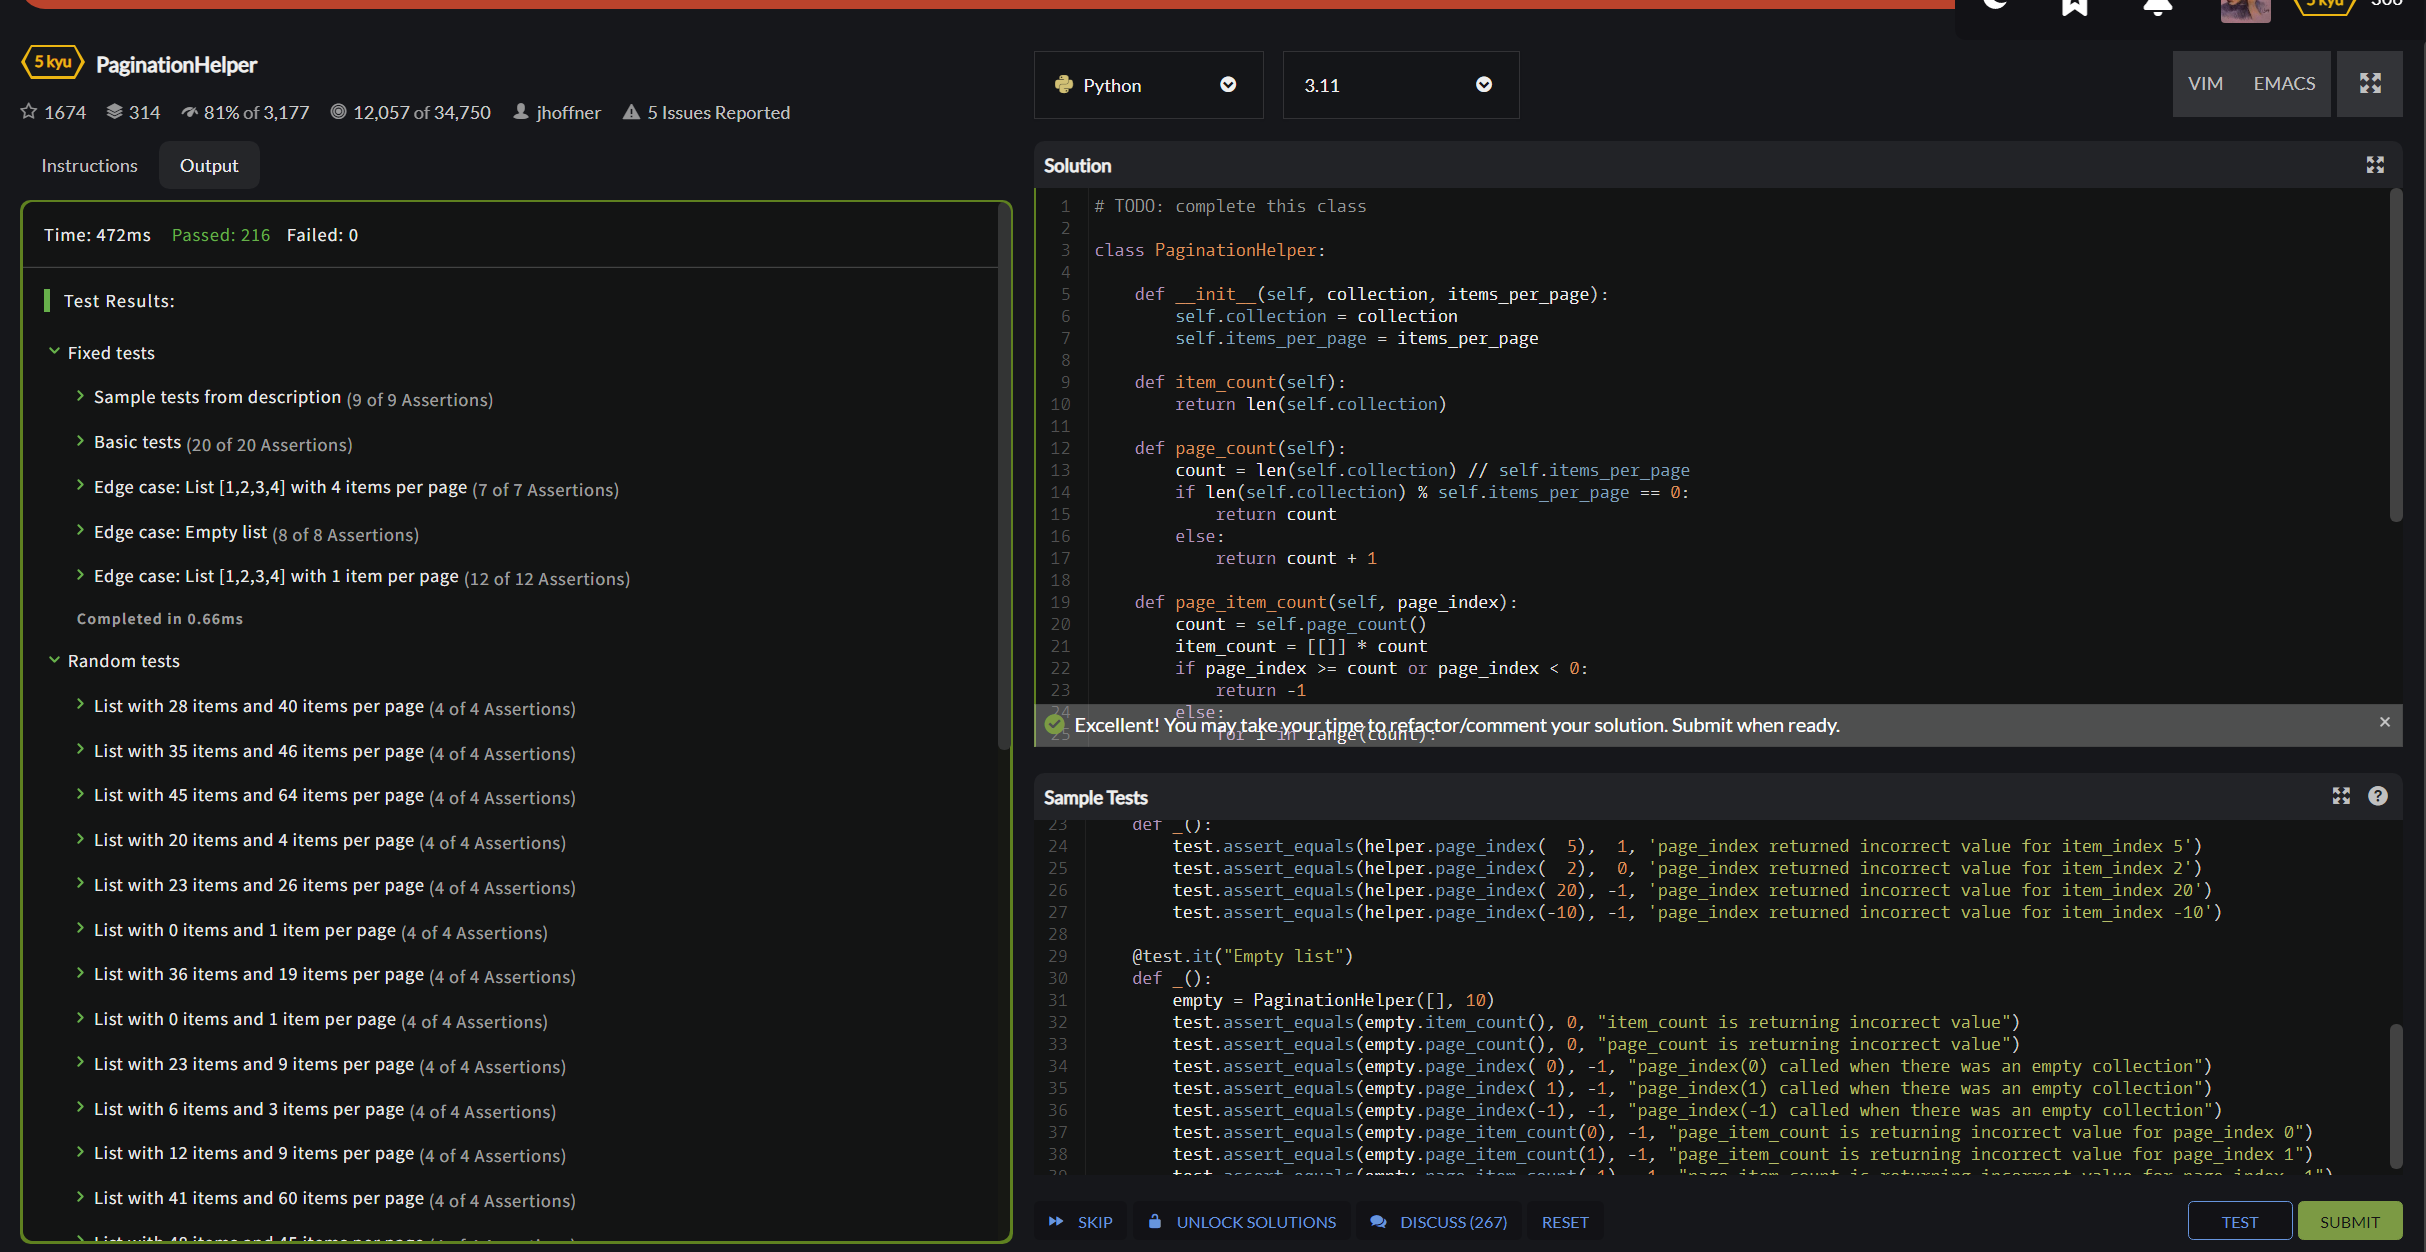 5 kyu
5 kyu PaginationHelper
1674 314 81% of 3,177 12,057 of 34,750 jhoffner 5 Issues Reported
Instructions Output
Time: 472ms Passed: 216 Failed: 0
Test Results:
Fixed tests
Sample tests from description (9 of 9 Assertions)
Basic tests (20 of 20 Assertions)
Edge case: List [1,2,3,4] with 4 items per page (7 of 7 Assertions)
Edge case: Empty list (8 of 8 Assertions)
Edge case: List [1,2,3,4] with 1 item per page (12 of 12 Assertions)
Completed in 0.66ms
Random tests
List with 28 items and 40 items per page (4 of 4 Assertions)
List with 35 items and 46 items per page (4 of 4 Assertions)
List with 45 items and 64 items per page (4 of 4 Assertions)
List with 20 items and 4 items per page (4 of 4 Assertions)
List with 23 items and 26 items per page (4 of 4 Assertions)
List with 0 items and 1 item per page (4 of 4 Assertions)
List with 36 items and 19 items per page (4 of 4 Assertions)
List with 0 items and 1 item per page (4 of 4 Assertions)
List with 23 items and 9 items per page (4 of 4 Assertions)
List with 6 items and 3 items per page (4 of 4 Assertions)
List with 12 items and 9 items per page (4 of 4 Assertions)
List with 41 items and 60 items per page (4 of 4 Assertions)
Python 3.11 VIM EMACS
Solution
1 # TODO: complete this class
2
3 class PaginationHelper:
4
5 def __init__(self, collection, items_per_page):
6 self.collection = collection
7 self.items_per_page = items_per_page
8
9 def item_count(self):
10 return len(self.collection)
11
12 def page_count(self):
13 count = len(self.collection) // self.items_per_page
14 if len(self.collection) % self.items_per_page == 0:
15 return count
16 else:
17 return count + 1
18
19 def page_item_count(self, page_index):
20 count = self.page_count()
21 item_count = [[]] * count
22 if page_index >= count or page_index < 0:
23 return -1
24 else:
25 for i in range(count):
Excellent! You may take your time to refactor/comment your solution. Submit when ready.
Sample Tests
23 def _():
24 test.assert_equals(helper.page_index( 5), 1, 'page_index returned incorrect value for item_index 5')
25 test.assert_equals(helper.page_index( 2), 0, 'page_index returned incorrect value for item_index 2')
26 test.assert_equals(helper.page_index( 20), -1, 'page_index returned incorrect value for item_index 20')
27 test.assert_equals(helper.page_index(-10), -1, 'page_index returned incorrect value for item_index -10')
28
29 @test.it("Empty list")
30 def _():
31 empty = PaginationHelper([], 10)
32 test.assert_equals(empty.item_count(), 0, "item_count is returning incorrect value")
33 test.assert_equals(empty.page_count(), 0, "page_count is returning incorrect value")
34 test.assert_equals(empty.page_index( 0), -1, "page_index(0) called when there was an empty collection")
35 test.assert_equals(empty.page_index( 1), -1, "page_index(1) called when there was an empty collection")
36 test.assert_equals(empty.page_index(-1), -1, "page_index(-1) called when there was an empty collection")
37 test.assert_equals(empty.page_item_count(0), -1, "page_item_count is returning incorrect value for page_index 0")
38 test.assert_equals(empty.page_item_count(1), -1, "page_item_count is returning incorrect value for page_index 1")
SKIP UNLOCK SOLUTIONS DISCUSS (267) RESET TEST SUBMIT